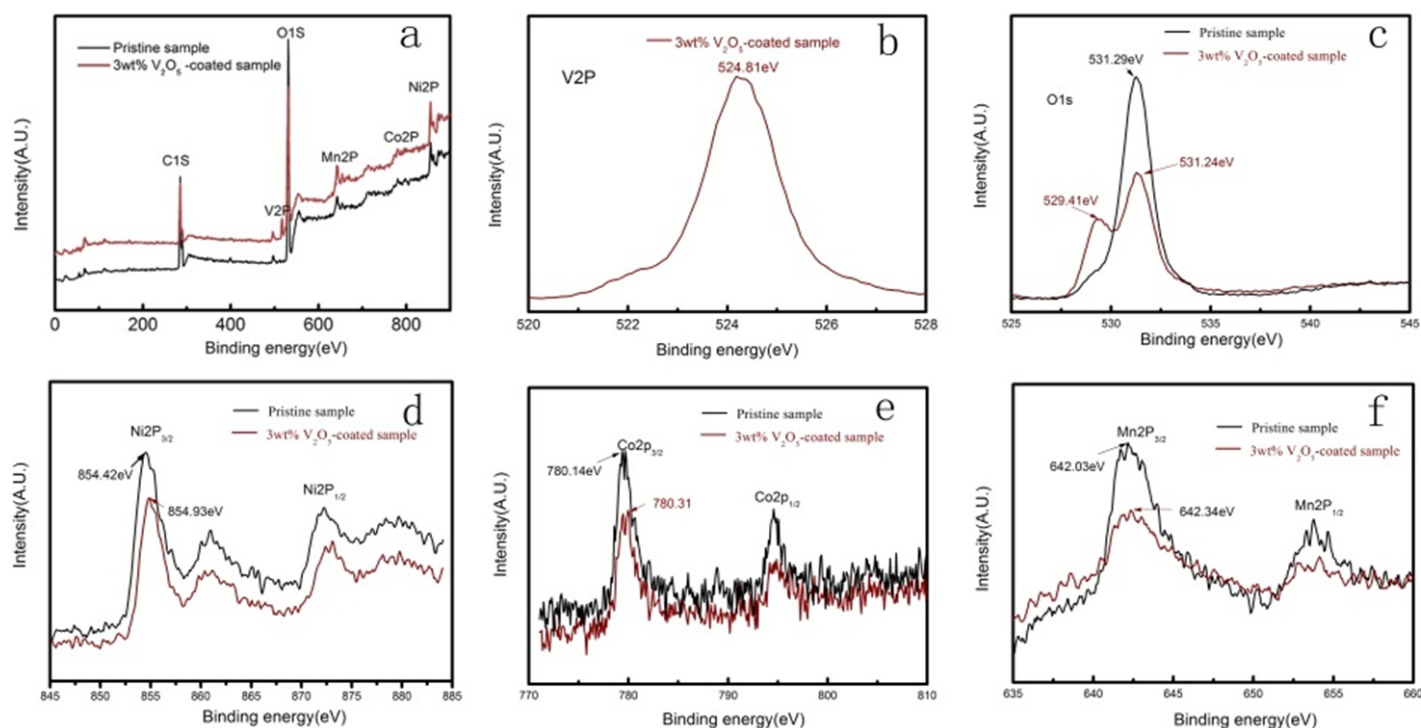 a
Pristine sample
3wt% V₂O₅ -coated sample
O1S
C1S
V2P
Mn2P
Co2P
Ni2P
Intensity(A.U.)
0 200 400 600 800
Binding energy(eV)
b
3wt% V₂O₅-coated sample
524.81eV
V2P
Intensity(A.U.)
520 522 524 526 528
Binding energy(eV)
c
Pristine sample
3wt% V₂O₅-coated sample
531.29eV
O1s
531.24eV
529.41eV
Intensity(A.U.)
525 530 535 540 545
Binding energy(eV)
d
Pristine sample
3wt% V₂O₅-coated sample
Ni2P₃/₂
854.42eV
854.93eV
Ni2P₁/₂
Intensity(A.U.)
845 850 855 860 865 870 875 880 885
Binding energy(eV)
e
Pristine sample
3wt% V₂O₅-coated sample
Co2p₃/₂
780.14eV
780.31
Co2p₁/₂
Intensity(A.U.)
770 780 790 800 810
Binding energy(eV)
f
Pristine sample
3wt% V₂O₅-coated sample
Mn2P₃/₂
642.03eV
642.34eV
Mn2P₁/₂
Intensity(A.U.)
635 640 645 650 655 660
Binding energy(eV)